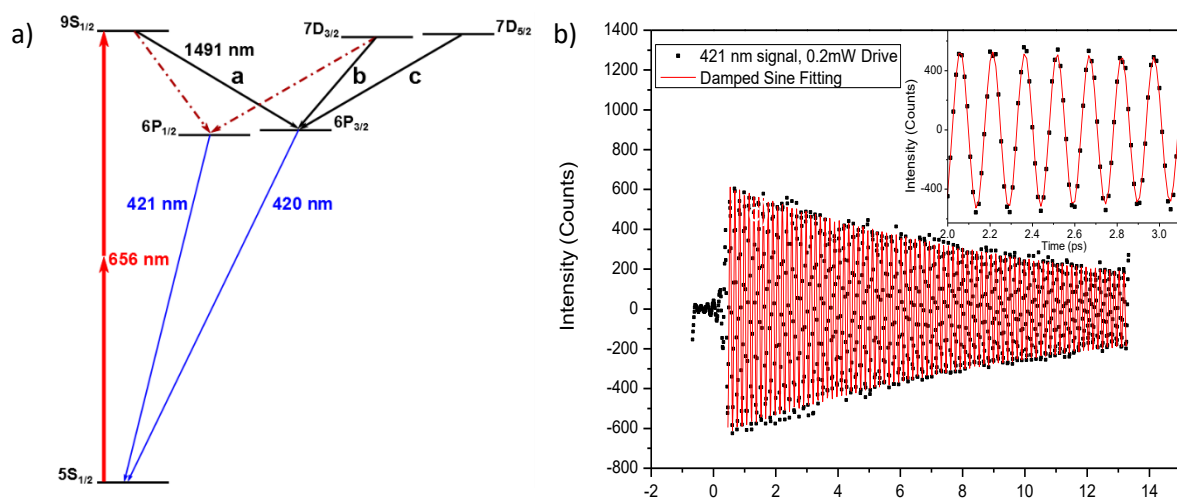 a)
9S1/2
7D3/2
7D5/2
1491 nm
a
b
c
6P1/2
6P3/2
421 nm
420 nm
656 nm
5S1/2
b)
421 nm signal, 0.2mW Drive
Damped Sine Fitting
Intensity (Counts)
1400
1200
1000
800
600
400
200
0
-200
-400
-600
-800
-2 0 2 4 6 8 10 12 14
Intensity (Counts)
400
0
-400
2.0 2.2 2.4 2.6 2.8 3.0
Time (ps)